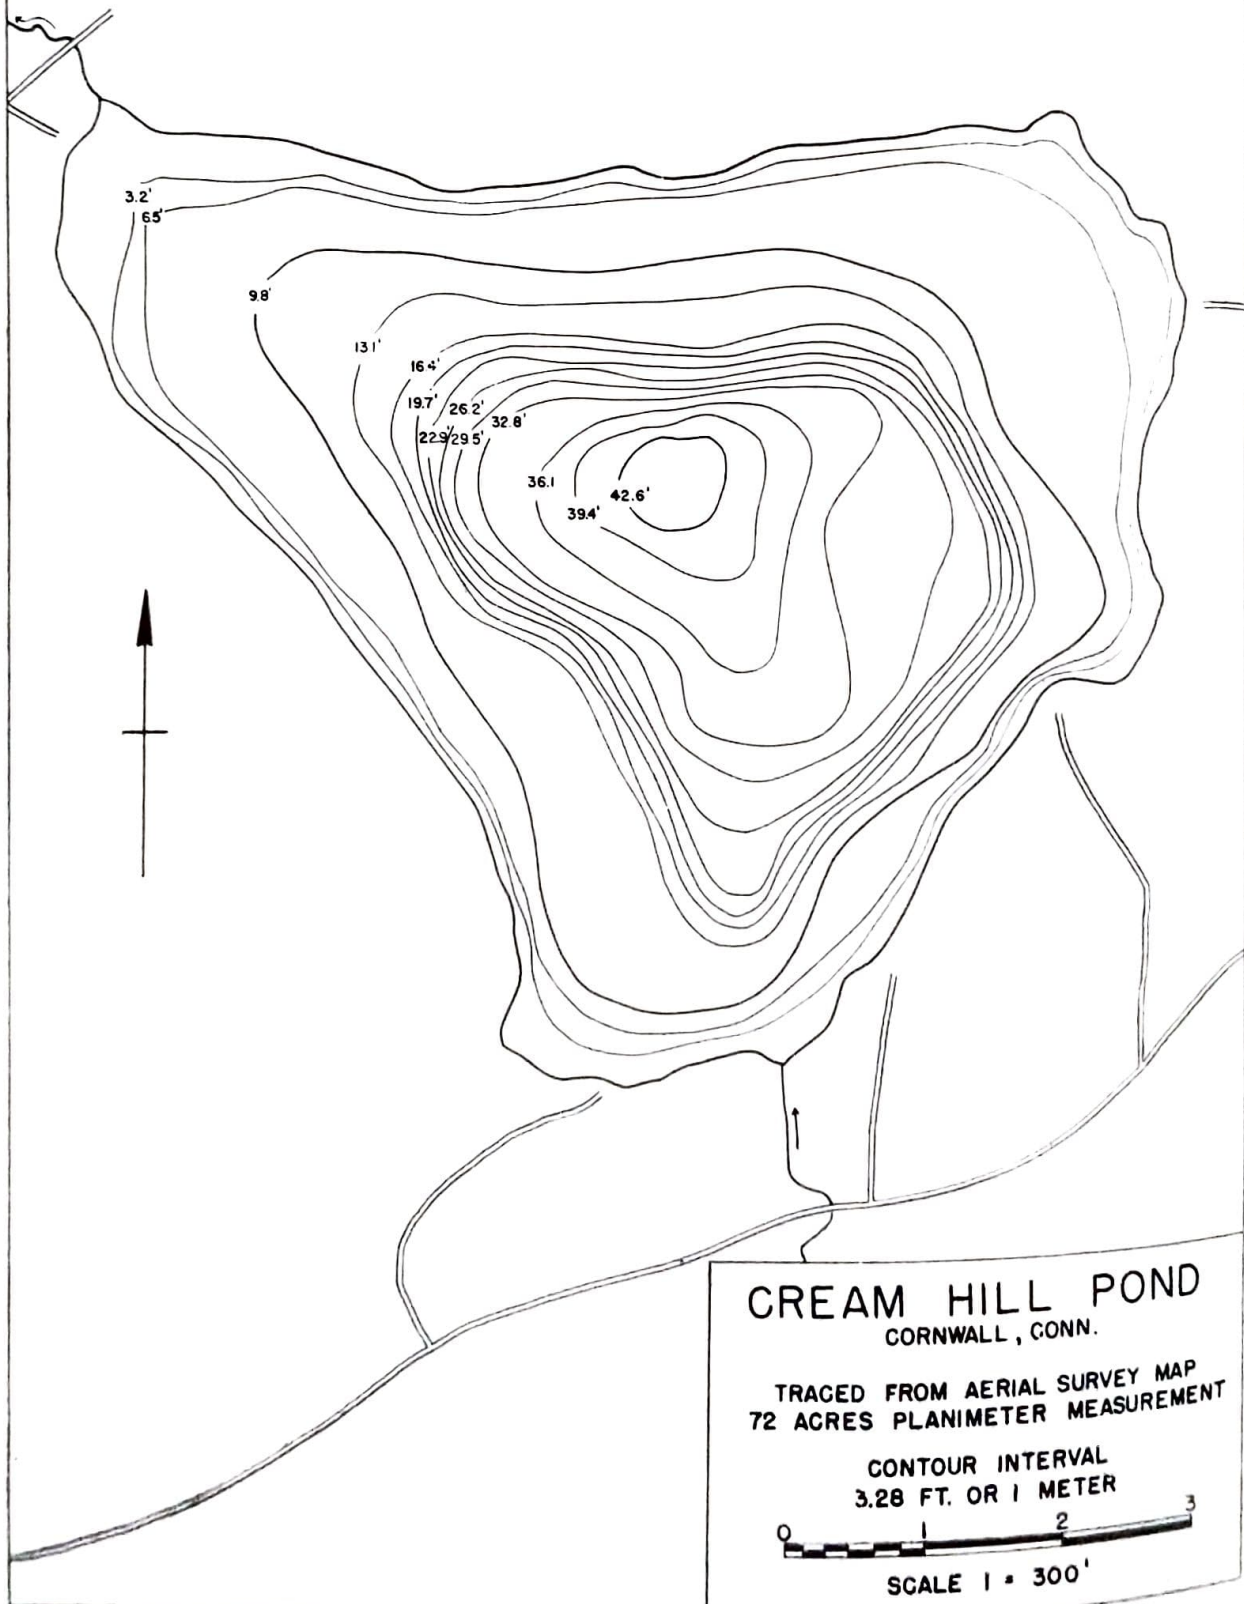 3.2'
6.5'
9.8'
13.1'
16.4'
19.7'
26.2'
32.8'
22.9'
29.5'
36.1
42.6'
39.4'
CREAM HILL POND
CORNWALL, CONN.
TRACED FROM AERIAL SURVEY MAP
72 ACRES PLANIMETER MEASUREMENT
CONTOUR INTERVAL
3.28 FT. OR 1 METER
0 1 2 3
SCALE 1 = 300'